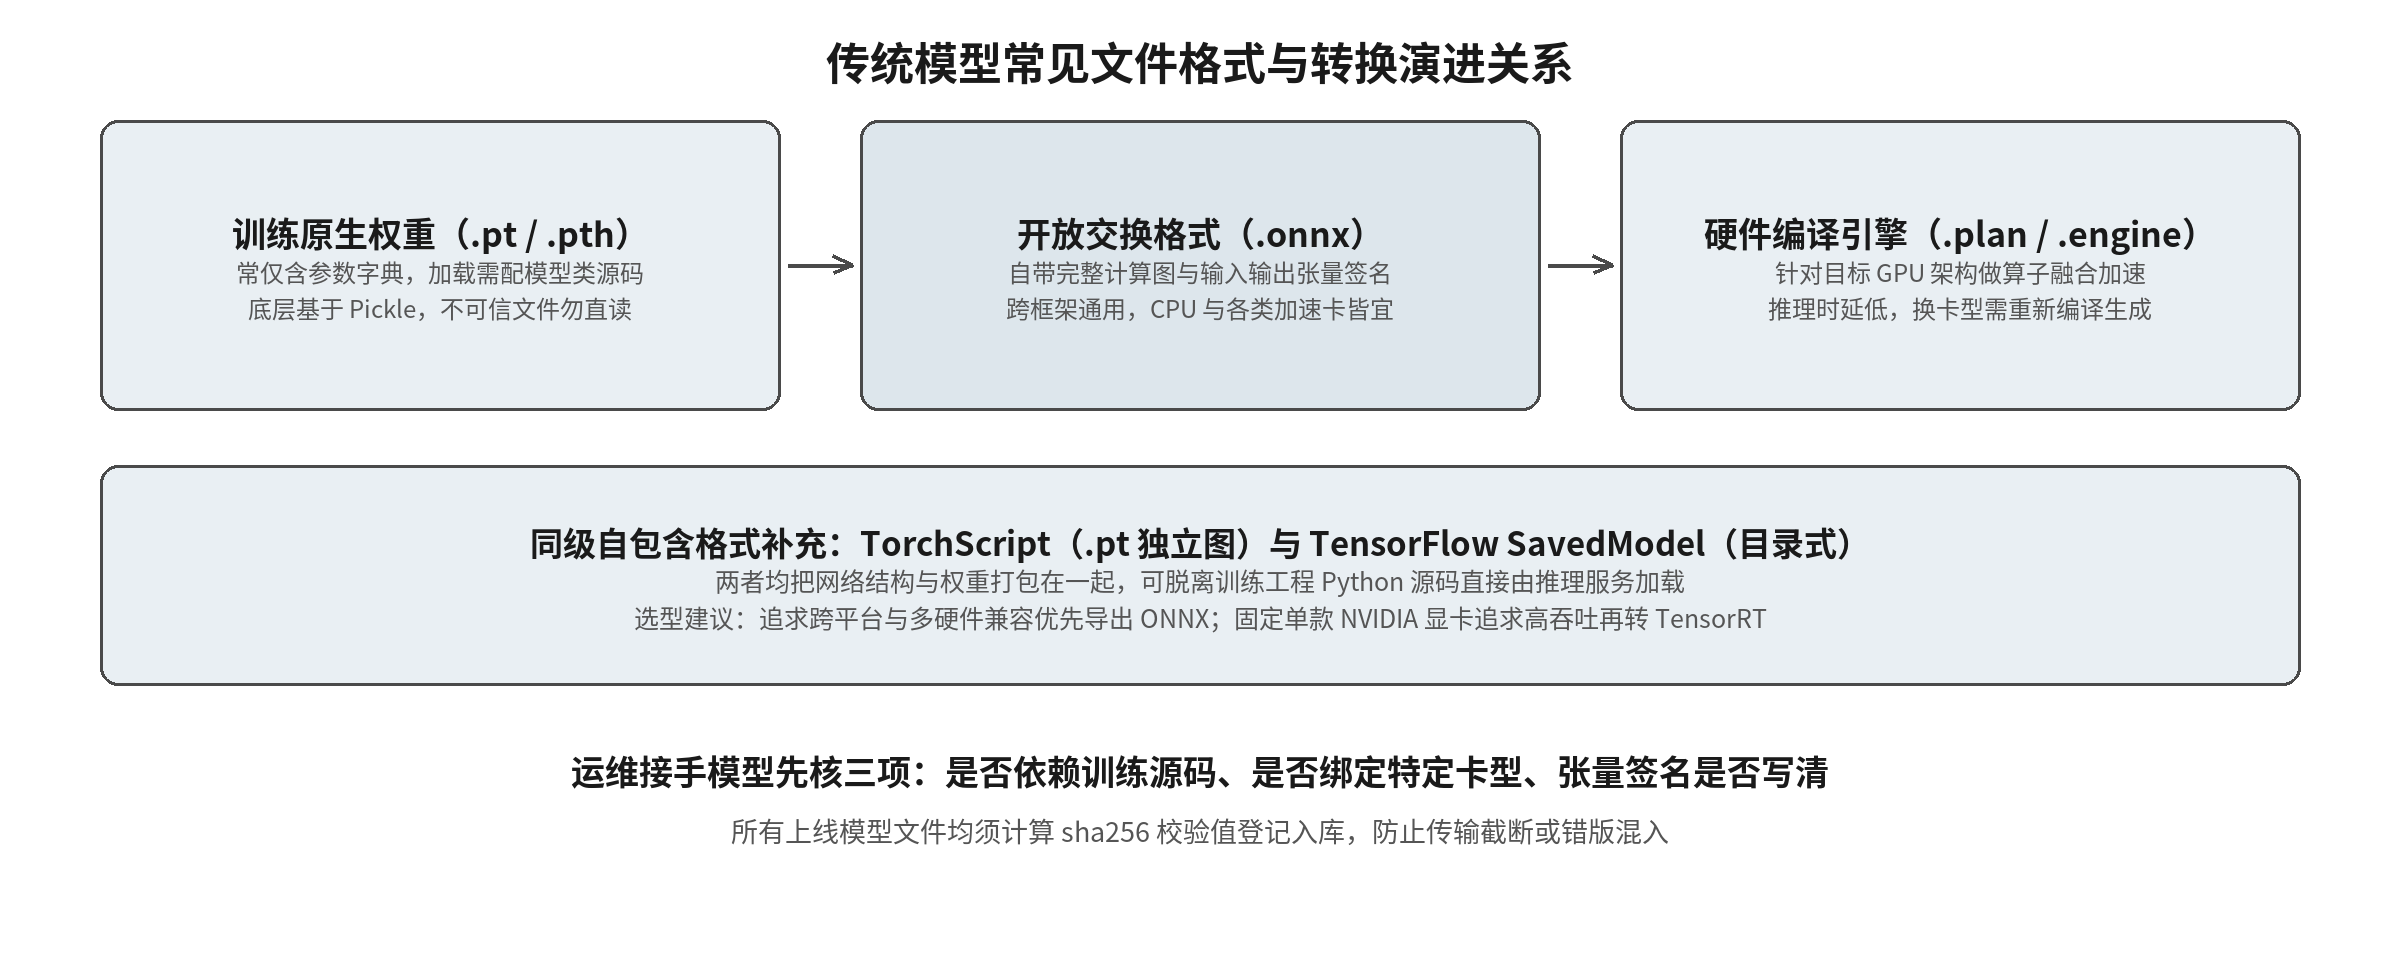 传统模型常见文件格式与转换演进关系
训练原生权重（.pt / .pth）
常仅含参数字典，加载需配模型类源码
底层基于 Pickle，不可信文件勿直读
开放交换格式（.onnx）
自带完整计算图与输入输出张量签名
跨框架通用，CPU 与各类加速卡皆宜
硬件编译引擎（.plan / .engine）
针对目标 GPU 架构做算子融合加速
推理时延低，换卡型需重新编译生成
同级自包含格式补充：TorchScript（.pt 独立图）与 TensorFlow SavedModel（目录式）
两者均把网络结构与权重打包在一起，可脱离训练工程 Python 源码直接由推理服务加载
选型建议：追求跨平台与多硬件兼容优先导出 ONNX；固定单款 NVIDIA 显卡追求高吞吐再转 TensorRT
运维接手模型先核三项：是否依赖训练源码、是否绑定特定卡型、张量签名是否写清
所有上线模型文件均须计算 sha256 校验值登记入库，防止传输截断或错版混入